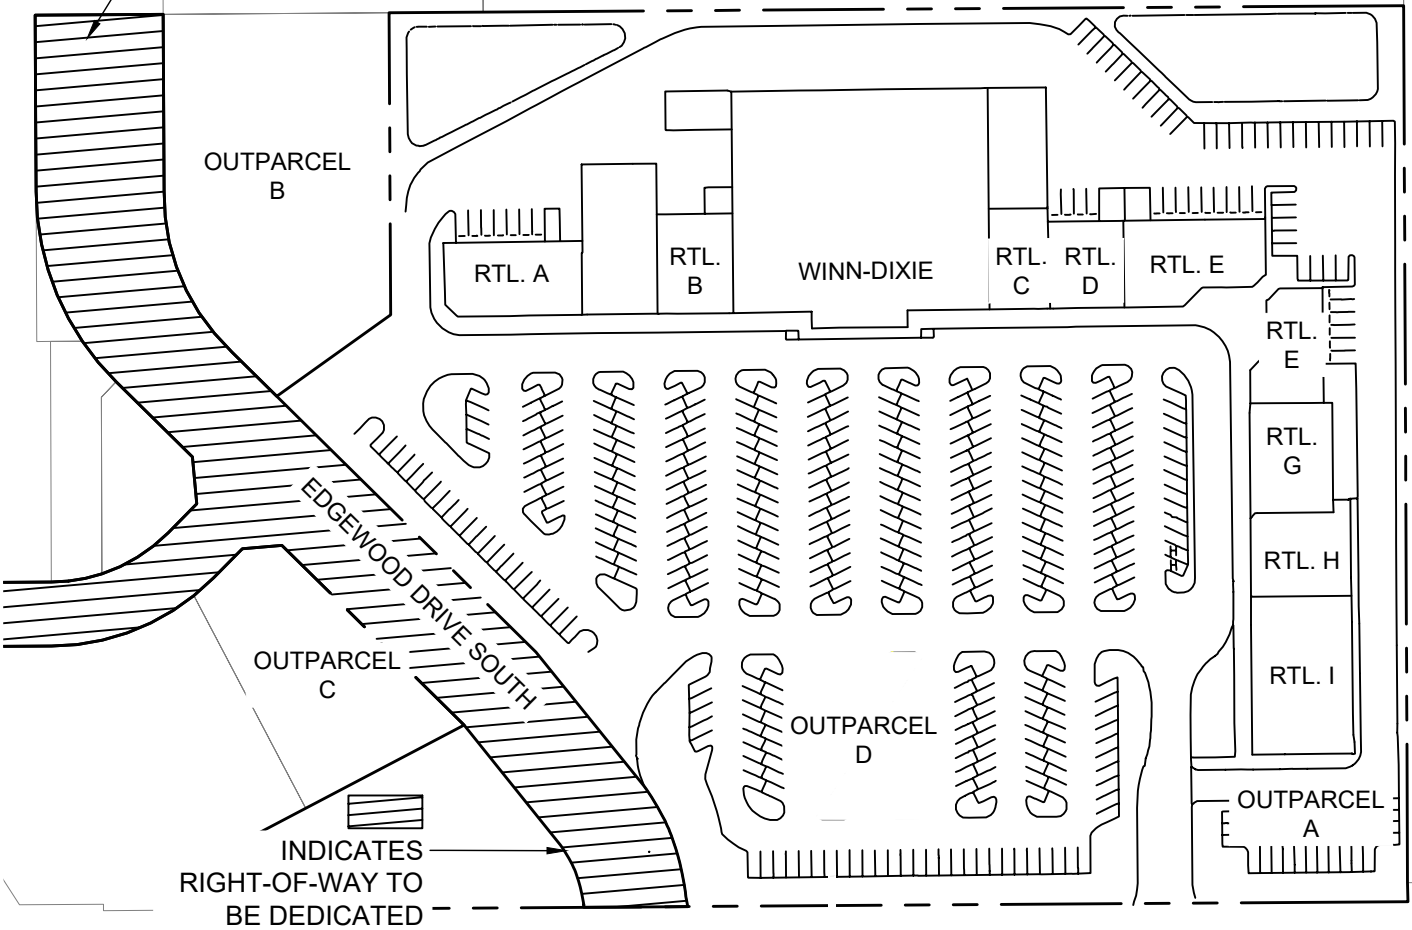 OUTPARCEL
B
RTL. A
RTL.
B
WINN-DIXIE
RTL.
C
RTL.
D
RTL. E
RTL.
E
RTL.
G
RTL. H
RTL. I
H
H
EDGEWOOD DRIVE SOUTH
OUTPARCEL
C
OUTPARCEL
D
OUTPARCEL
A
INDICATES
RIGHT-OF-WAY TO
BE DEDICATED